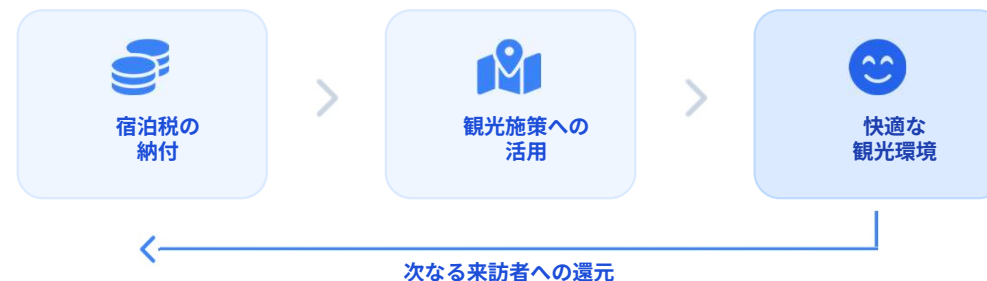 宿泊税の
納付
観光施策への
活用
快適な
観光環境
次なる来訪者への還元